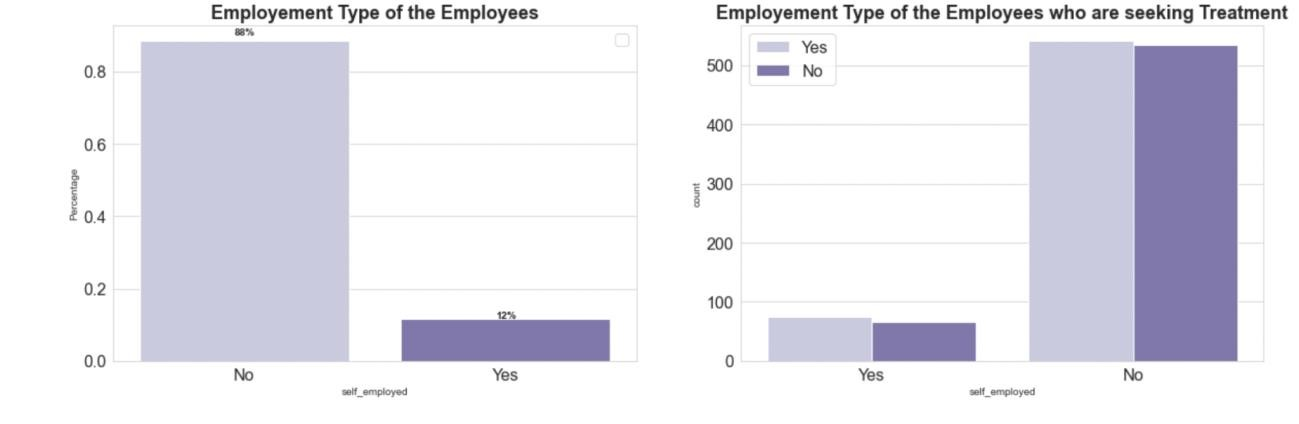 Employement Type of the Employees
88%
0.8
0.6
0.4
0.2
0.0
Percentage
12%
No
Yes
self_employed
Employement Type of the Employees who are seeking Treatment
Yes
No
500
400
300
200
100
0
count
Yes
No
self_employed